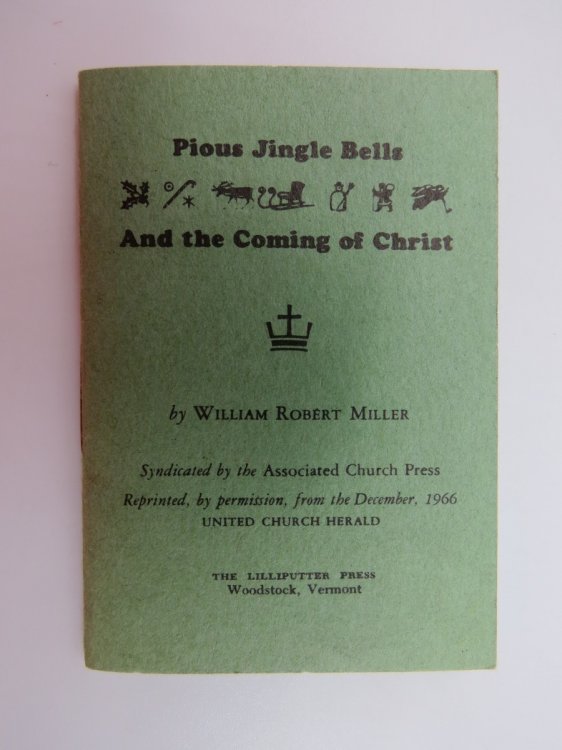 Pious Jingle Bells
And the Coming of Christ
by WILLIAM ROBERT MILLER
Syndicated by the Associated Church Press
Reprinted, by permission, from the December, 1966
UNITED CHURCH HERALD
THE LILLIPUTTER PRESS
Woodstock, Vermont